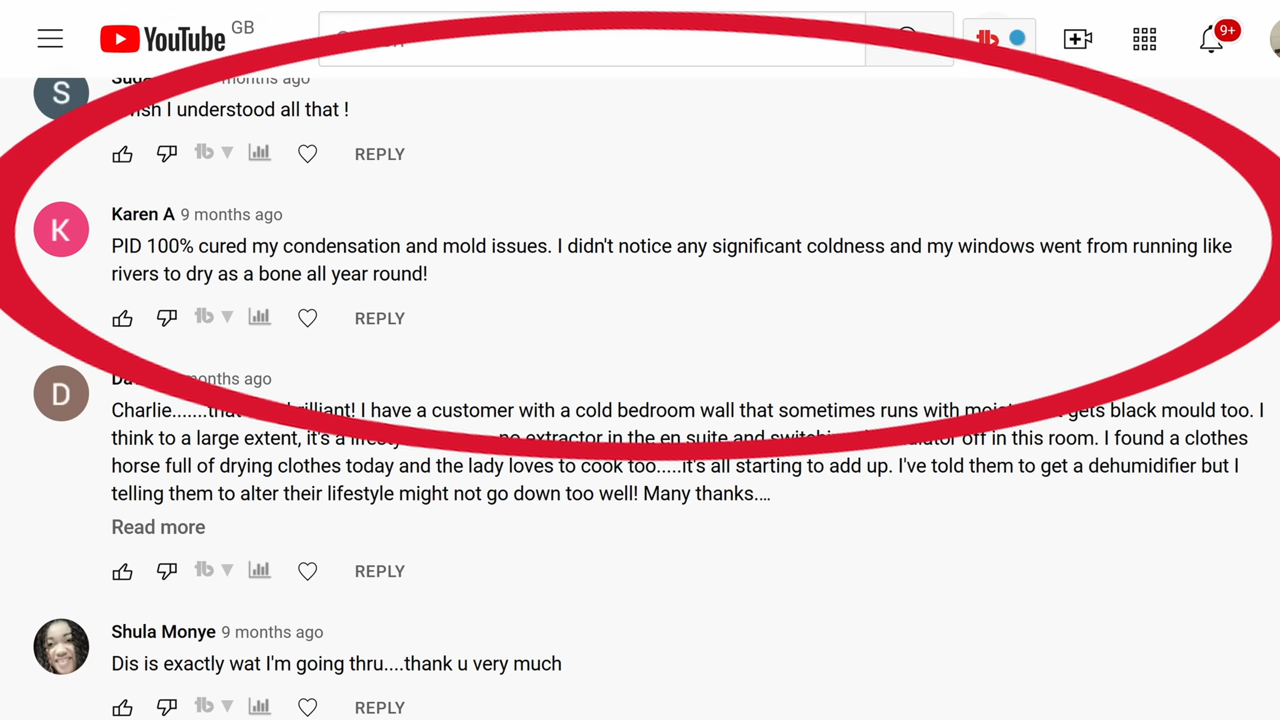 YouTube GB
9+
S
months ago
I understood all that !
REPLY
K
Karen A 9 months ago
PID 100% cured my condensation and mold issues. I didn't notice any significant coldness and my windows went from running like
rivers to dry as a bone all year round!
REPLY
D
months ago
Charlie.......that brilliant! I have a customer with a cold bedroom wall that sometimes runs with gets black mould too. I
think to a large extent, it's a no extractor in the en suite and off in this room. I found a clothes
horse full of drying clothes today and the lady loves to cook too.....it's all starting to add up. I've told them to get a dehumidifier but I
telling them to alter their lifestyle might not go down too well! Many thanks....
Read more
REPLY
Shula Monye 9 months ago
Dis is exactly wat I'm going thru....thank u very much
REPLY